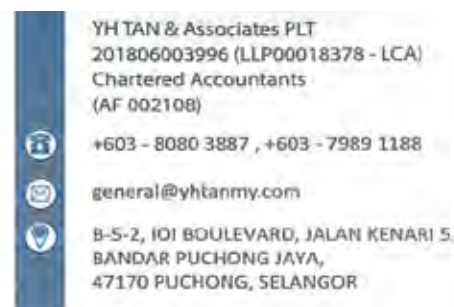 YH TAN & Associates PLT
201806003996 (LLP00018378 - LCA)
Chartered Accountants
(AF 002108)
+603 - 8080 3887 , +603 - 7989 1188
general@yhtanmy.com
B-5-2, IOI BOULEVARD, JALAN KENARI 5
BANDAR PUCHONG JAYA,
47170 PUCHONG, SELANGOR